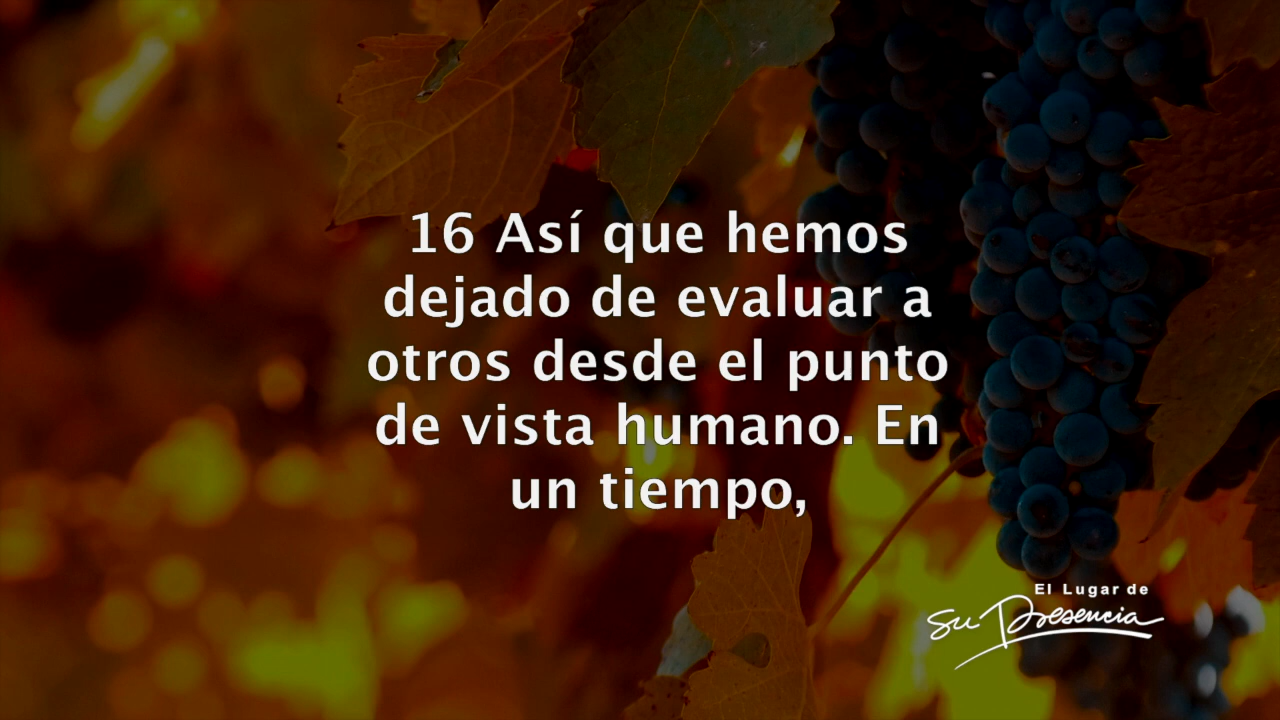 16 Así que hemos
dejado de evaluar a
otros desde el punto
de vista humano. En
un tiempo,
El Lugar de
Su Presencia